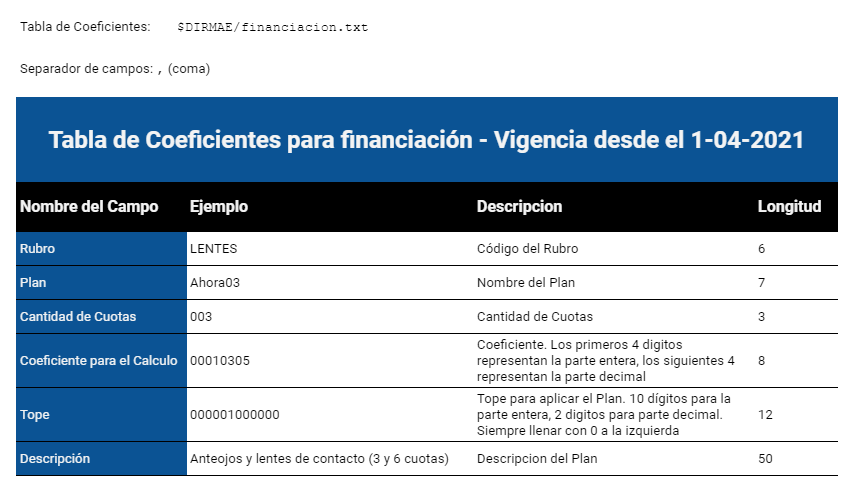 Tabla de Coeficientes: $DIRMAE/financiacion.txt
Separador de campos: , (coma)
Tabla de Coeficientes para financiación - Vigencia desde el 1-04-2021
Nombre del Campo Ejemplo Descripcion Longitud
Rubro LENTES Código del Rubro 6
Plan Ahora03 Nombre del Plan 7
Cantidad de Cuotas 003 Cantidad de Cuotas 3
Coeficiente para el Calculo 00010305 Coeficiente. Los primeros 4 digitos
representan la parte entera, los siguientes 4
representan la parte decimal 8
Tope 000001000000 Tope para aplicar el Plan. 10 dígitos para la
parte entera, 2 digitos para parte decimal.
Siempre llenar con 0 a la izquierda 12
Descripción Anteojos y lentes de contacto (3 y 6 cuotas) Descripcion del Plan 50